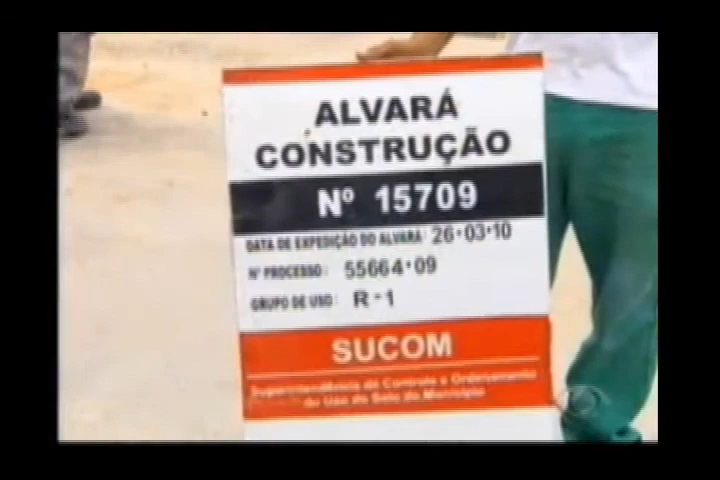 ALVARÁ
CONSTRUÇÃO
Nº 15709
DATA DE EXPEDIÇÃO DO ALVARÁ: 26•03•10
Nº PROCESSO: 55664•09
GRUPO DE USO: R-1
SUCOM
Superintendência de Controle e Ordenamento
do Uso do Solo do Município